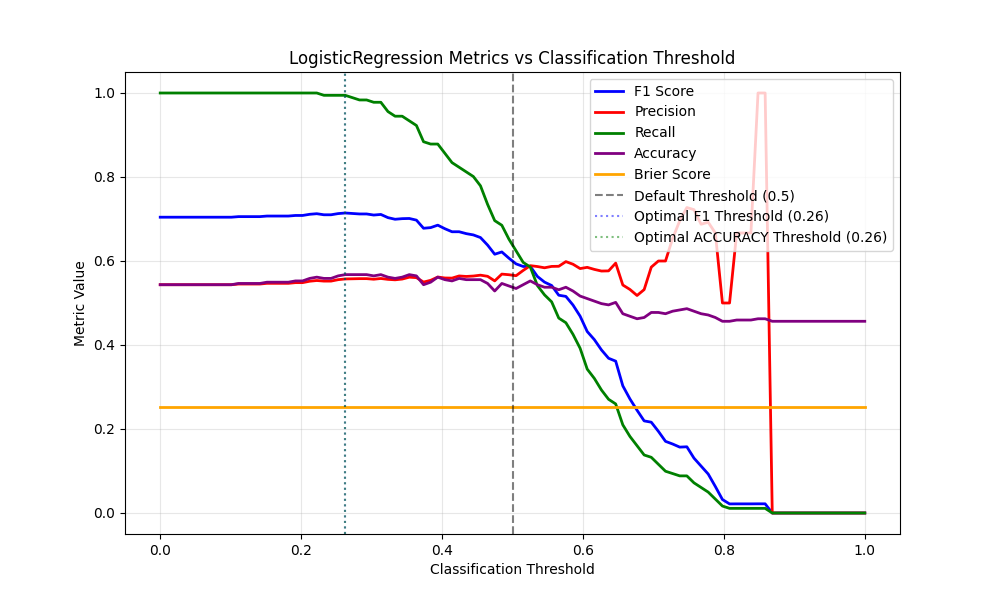 LogisticRegression Metrics vs Classification Threshold
F1 Score
Precision
Recall
Accuracy
Brier Score
Default Threshold (0.5)
Optimal F1 Threshold (0.26)
Optimal ACCURACY Threshold (0.26)
1.0
0.8
0.6
0.4
0.2
0.0
Metric Value
0.0 0.2 0.4 0.6 0.8 1.0
Classification Threshold